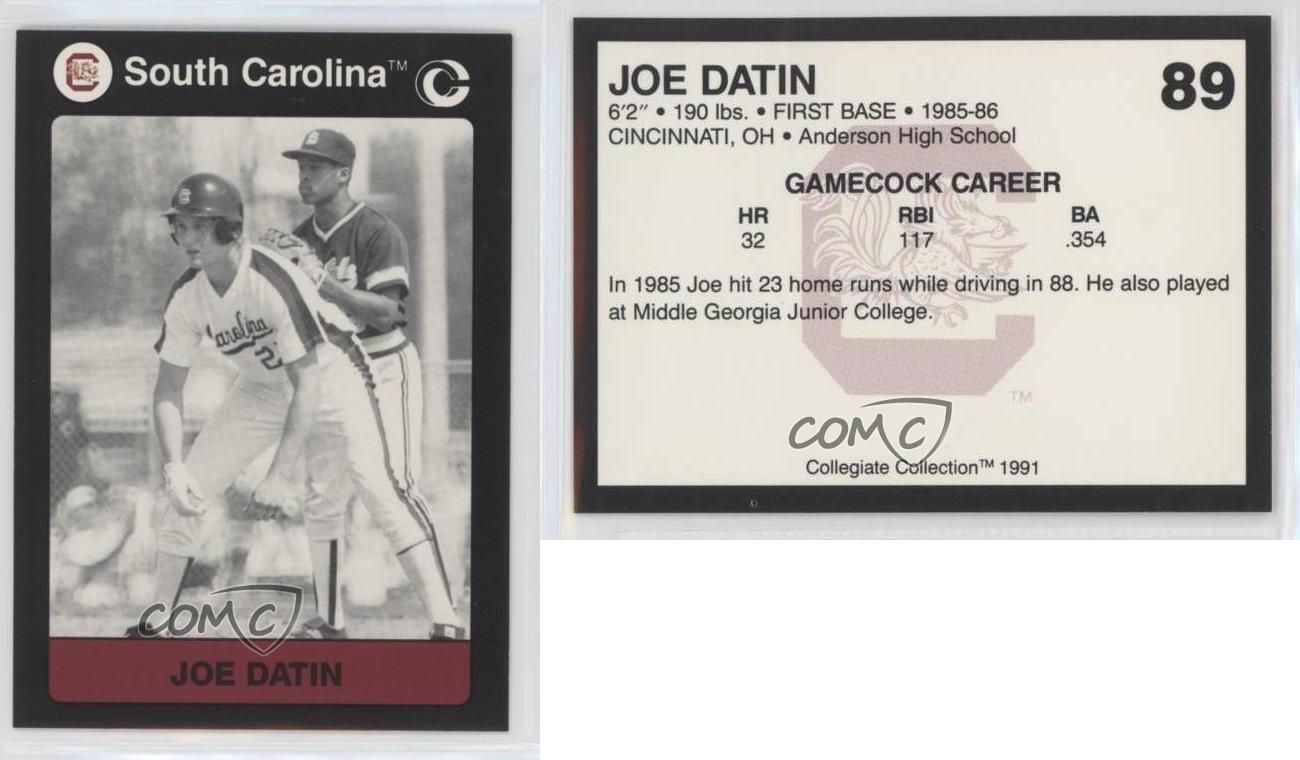 South Carolina™
Carolina
JOE DATIN
COMC
JOE DATIN
89
6'2" • 190 lbs. • FIRST BASE • 1985-86
CINCINNATI, OH • Anderson High School
GAMECOCK CAREER
HR RBI BA
32 117 .354
In 1985 Joe hit 23 home runs while driving in 88. He also played
at Middle Georgia Junior College.
TM
COMC
Collegiate Collection™ 1991